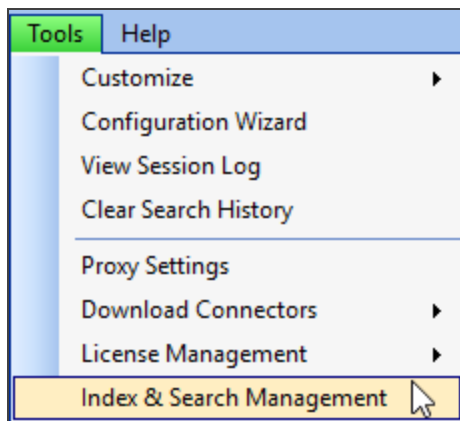 Tools Help
Customize
Configuration Wizard
View Session Log
Clear Search History
Proxy Settings
Download Connectors
License Management
Index & Search Management